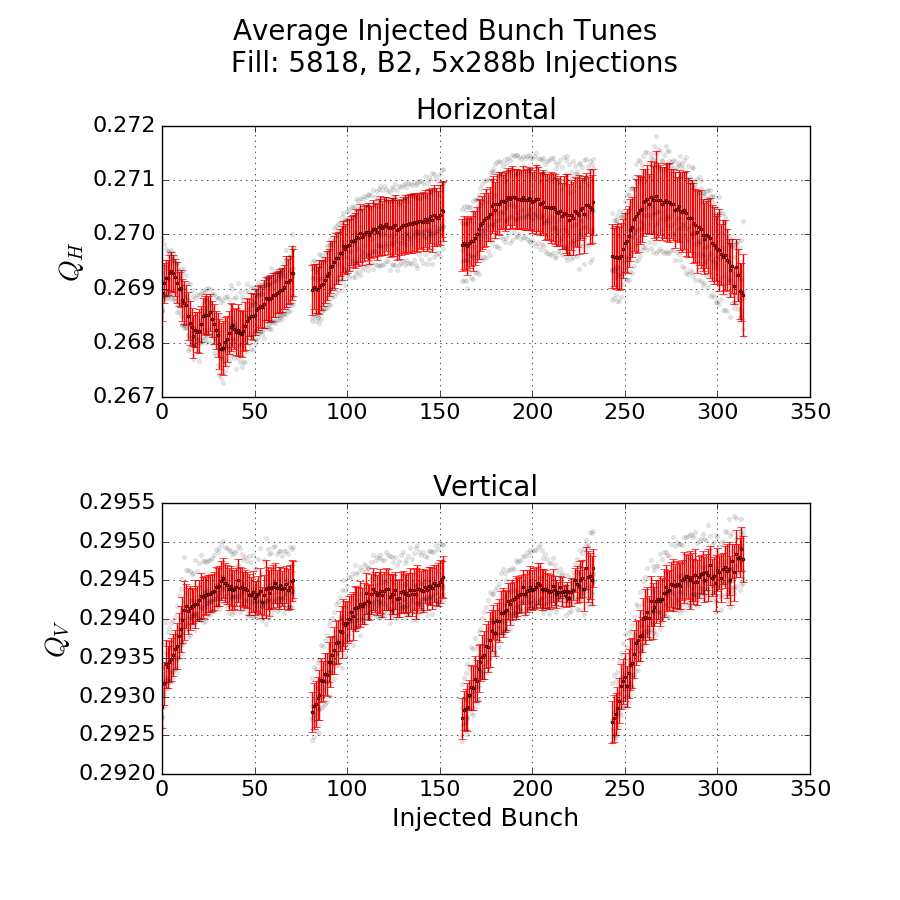 Average Injected Bunch Tunes
Fill: 5818, B2, 5x288b Injections
Horizontal
0.272
0.271
0.270
0.269
0.268
0.267
Q_H
0 50 100 150 200 250 300 350
Vertical
0.2955
0.2950
0.2945
0.2940
0.2935
0.2930
0.2925
0.2920
Q_V
0 50 100 150 200 250 300 350
Injected Bunch